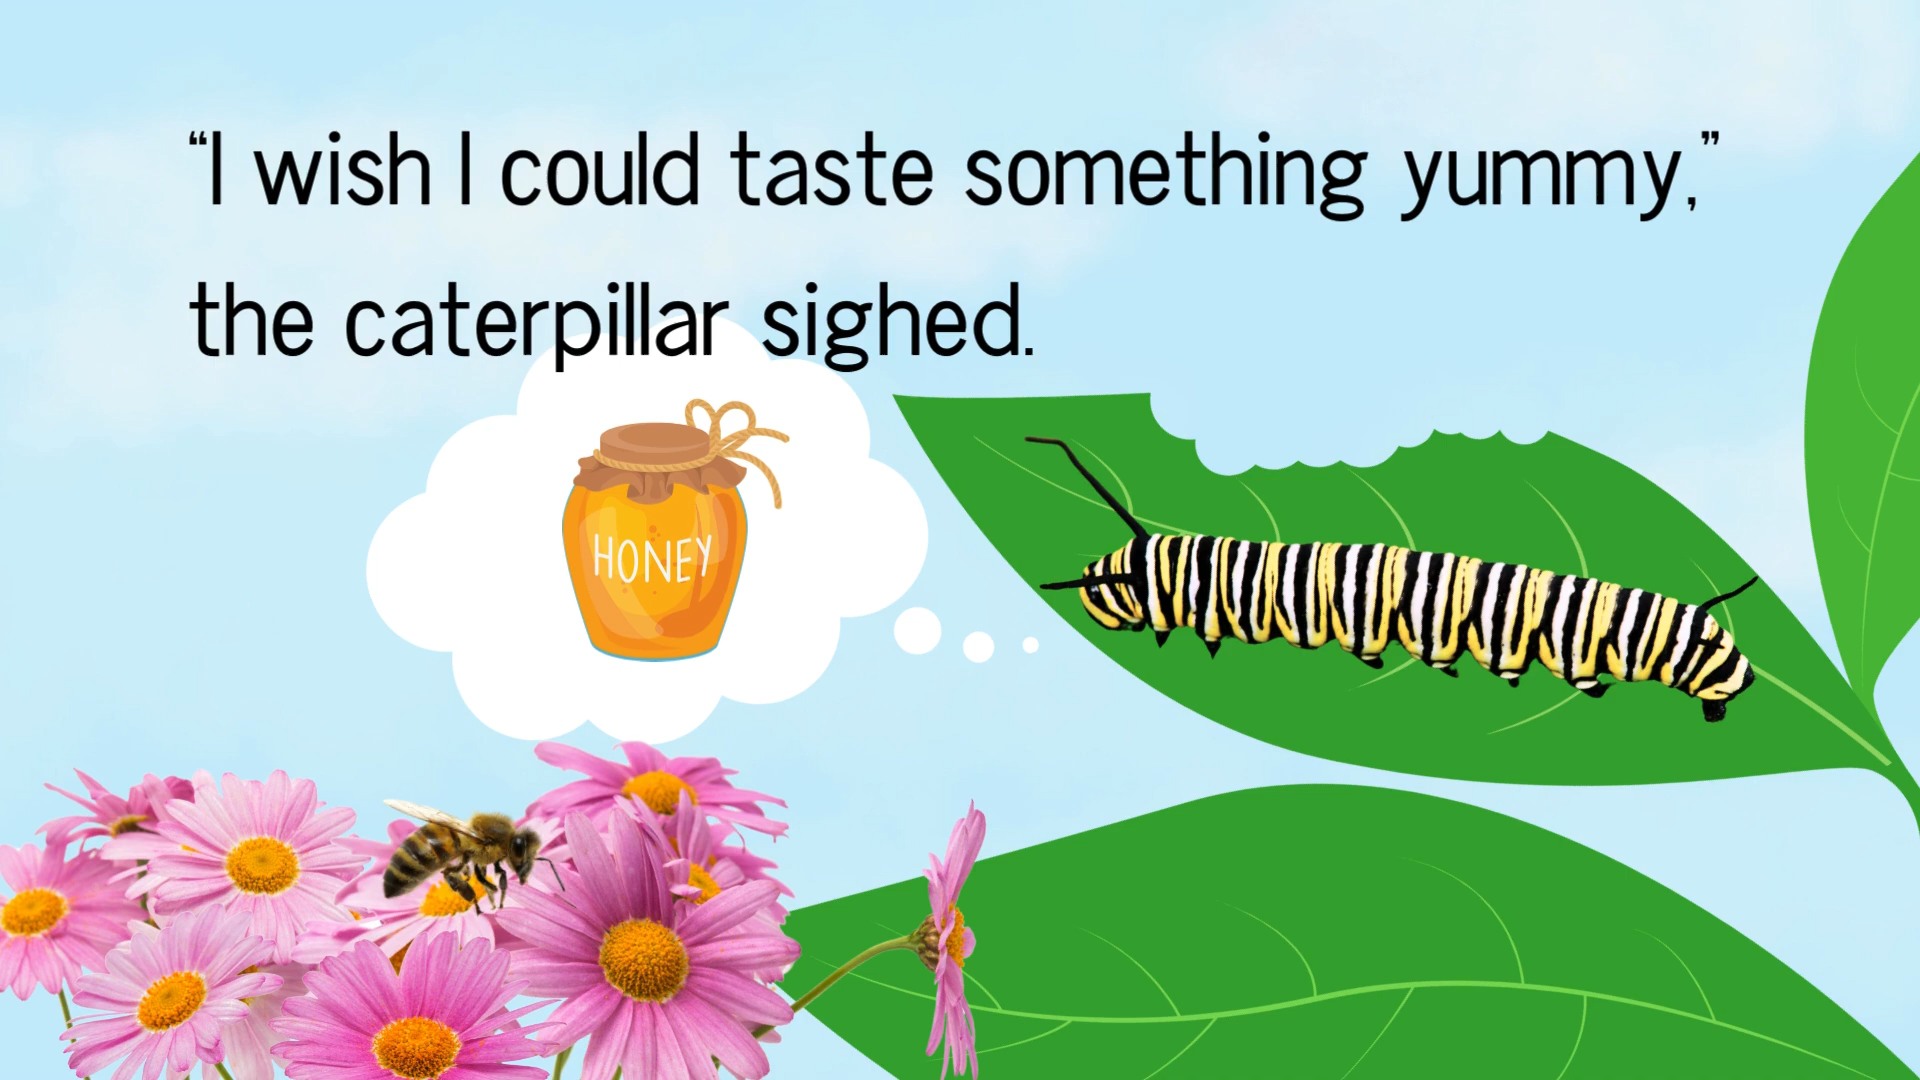 “I wish I could taste something yummy,”
the caterpillar sighed.
HONEY